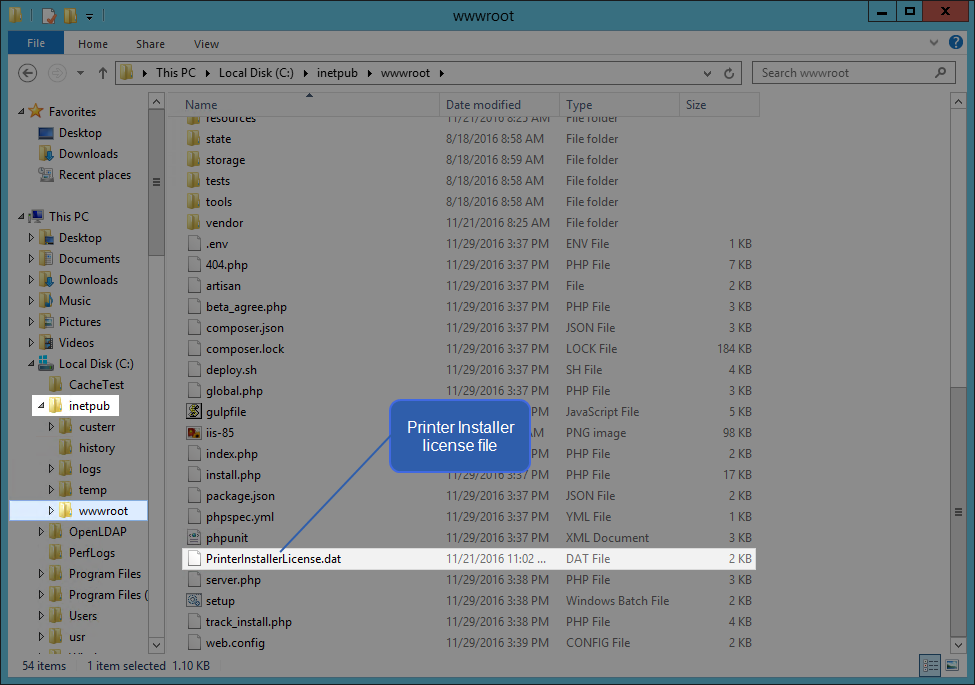 wwwroot
File Home Share View
This PC Local Disk (C:) inetpub wwwroot Search wwwroot
Favorites
Desktop
Downloads
Recent places
This PC
Desktop
Documents
Downloads
Music
Pictures
Videos
Local Disk (C:)
CacheTest
inetpub
custerr
history
logs
temp
wwwroot
OpenLDAP
PerfLogs
Program Files
Program Files (
Users
usr
Name Date modified Type Size
resources 11/21/2016 8:25 AM File folder
state 8/18/2016 8:58 AM File folder
storage 8/18/2016 8:59 AM File folder
tests 8/18/2016 8:58 AM File folder
tools 8/18/2016 8:58 AM File folder
vendor 11/21/2016 8:25 AM File folder
.env 11/29/2016 3:37 PM ENV File 1 KB
404.php 11/29/2016 3:37 PM PHP File 7 KB
artisan 11/29/2016 3:37 PM File 2 KB
beta_agree.php 11/29/2016 3:37 PM PHP File 3 KB
composer.json 11/29/2016 3:37 PM JSON File 3 KB
composer.lock 11/29/2016 3:37 PM LOCK File 184 KB
deploy.sh 11/29/2016 3:37 PM SH File 4 KB
global.php 11/29/2016 3:37 PM PHP File 3 KB
gulpfile JavaScript File 5 KB
iis-85 AM PNG image 98 KB
index.php PHP File 2 KB
install.php 11/29/2016 3:37 PM PHP File 17 KB
package.json 11/29/2016 3:37 PM JSON File 2 KB
phpspec.yml 11/29/2016 3:37 PM YML File 1 KB
phpunit 11/29/2016 3:37 PM XML Document 3 KB
PrinterInstallerLicense.dat 11/21/2016 11:02 ... DAT File 2 KB
server.php 11/29/2016 3:38 PM PHP File 3 KB
setup 11/29/2016 3:38 PM Windows Batch File 3 KB
track_install.php 11/29/2016 3:38 PM PHP File 4 KB
web.config 11/29/2016 3:38 PM CONFIG File 2 KB
Printer Installer
license file
54 items 1 item selected 1.10 KB